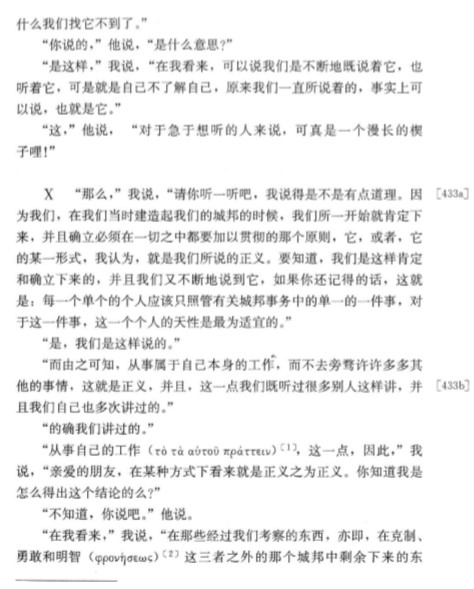 什么我们找它不到了。”
“你说的，”他说，“是什么意思？”
“是这样，”我说，“在我看来，可以说我们是不断地既说着它，也
听着它，可是就是自己不了解自己，原来我们一直所说着的，事实上可
以说，也就是它。”
“这，”他说， “对于急于想听的人来说，可真是一个漫长的楔
子哩！”
X “那么，”我说，“请你听一听吧，我说得是不是有点道理。因 [433a]
为我们，在我们当时建造起我们的城邦的时候，我们所一开始就肯定下
来，并且确立必须在一切之中都要加以贯彻的那个原则，它，或者，它
的某一形式，我认为，就是我们所说的正义。要知道，我们是这样肯定
和确立下来的，并且我们又不断地说到它，如果你还记得的话，这就
是：每一个单个的个人应该只照管有关城邦事务中的单一的一件事，对
于这一件事，这一个个人的天性是最为适宜的。”
“是，我们是这样说的。”
“而由之可知，从事属于自己本身的工作，而不去旁骛许许多多其
他的事情，这就是正义，并且，这一点我们既听过很多别人这样讲，并 [433b]
且我们自己也多次讲过的。”
“的确我们讲过的。”
“从事自己的工作（τὸ τὰ αὑτοῦ πράττειν）[1]，这一点，因此，”我
说，“亲爱的朋友，在某种方式下看来就是正义之为正义。你知道我是
怎么得出这个结论的么？”
“不知道，你说吧。”他说。
“在我看来，”我说，“在那些经过我们考察的东西，亦即，在克制、
勇敢和明智（φρονήσεως）[2] 这三者之外的那个城邦中剩余下来的东